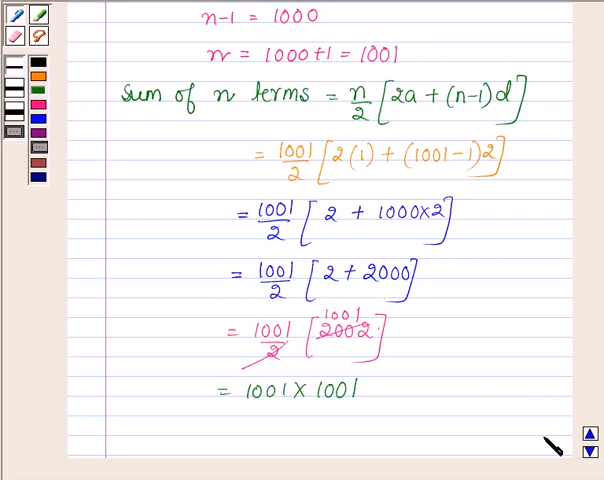 n-1 = 1000
n = 1000+1 = 1001
Sum of n terms = n/2 [2a + (n-1)d]
= 1001/2 [2(1) + (1001-1)2]
= 1001/2 [2 + 1000×2]
= 1001/2 [2+2000]
1001
= 1001/2 [2002]
= 1001×1001